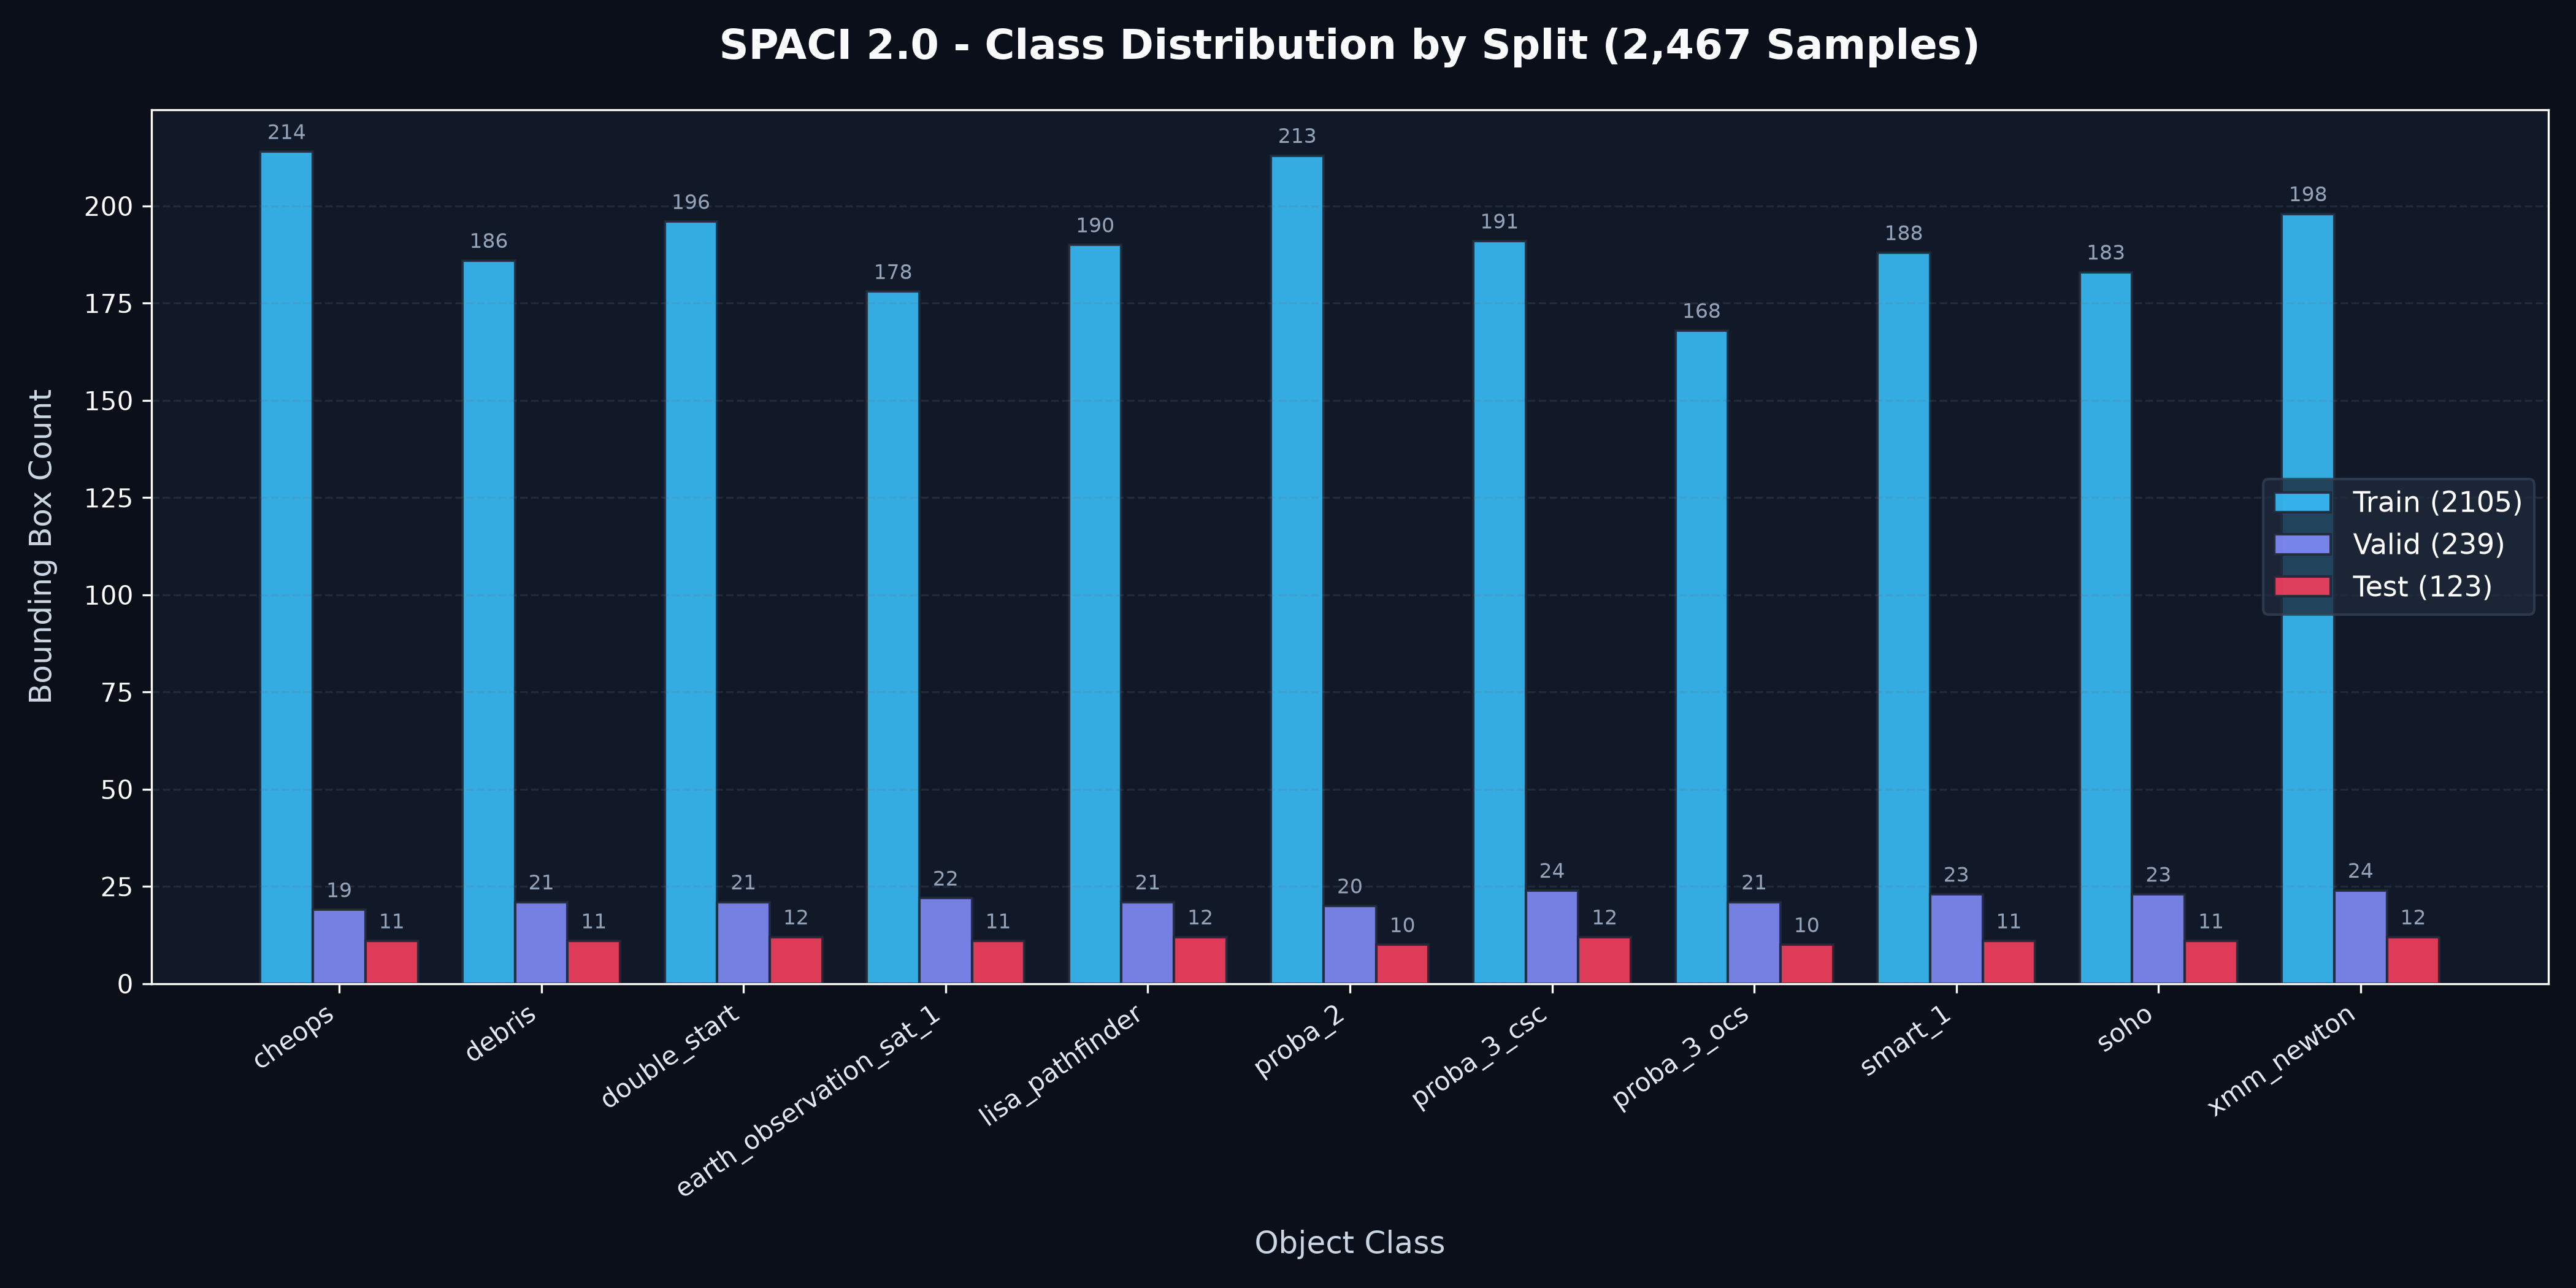 SPACI 2.0 - Class Distribution by Split (2,467 Samples)
Bounding Box Count
200
175
150
125
100
75
50
25
0
214
19
11
186
21
11
196
21
12
178
22
11
190
21
12
213
20
10
191
24
12
168
21
10
188
23
11
183
23
11
198
24
12
Train (2105)
Valid (239)
Test (123)
cheops
debris
double_start
earth_observation_sat_1
lisa_pathfinder
proba_2
proba_3_csc
proba_3_ocs
smart_1
soho
xmm_newton
Object Class